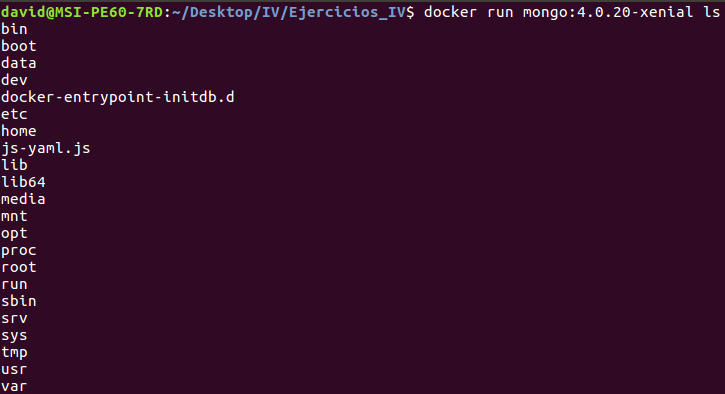 david@MSI-PE60-7RD:~/Desktop/IV/Ejercicios_IV$ docker run mongo:4.0.20-xenial ls
bin
boot
data
dev
docker-entrypoint-initdb.d
etc
home
js-yaml.js
lib
lib64
media
mnt
opt
proc
root
run
sbin
srv
sys
tmp
usr
var